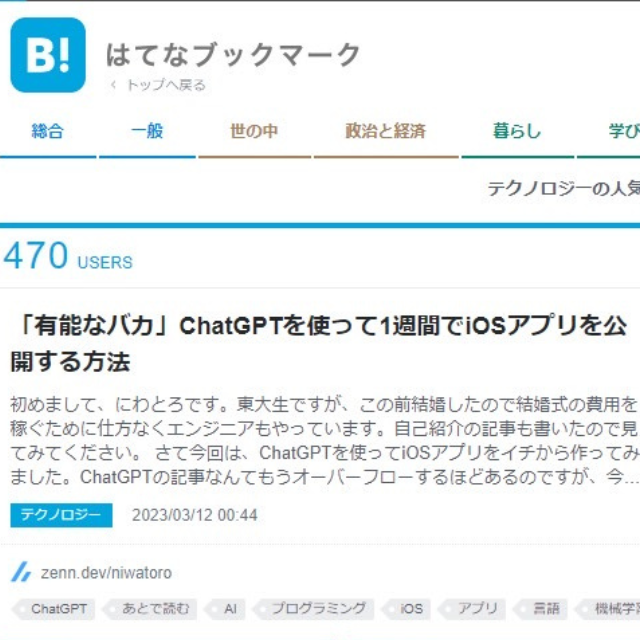 B! はてなブックマーク
< トップへ戻る
総合 一般 世の中 政治と経済 暮らし 学び
テクノロジーの人気
470 USERS
「有能なバカ」ChatGPTを使って1週間でiOSアプリを公
開する方法
初めまして、にわとろです。東大生ですが、この前結婚したので結婚式の費用を
稼ぐために仕方なくエンジニアもやっています。自己紹介の記事も書いたので見
てみてください。 さて今回は、ChatGPTを使ってiOSアプリをイチから作ってみ
ました。ChatGPTの記事なんてもうオーバーフローするほどあるのですが、今...
テクノロジー 2023/03/12 00:44
zenn.dev/niwatoro
ChatGPT あとで読む AI プログラミング iOS アプリ 言語 機械学習